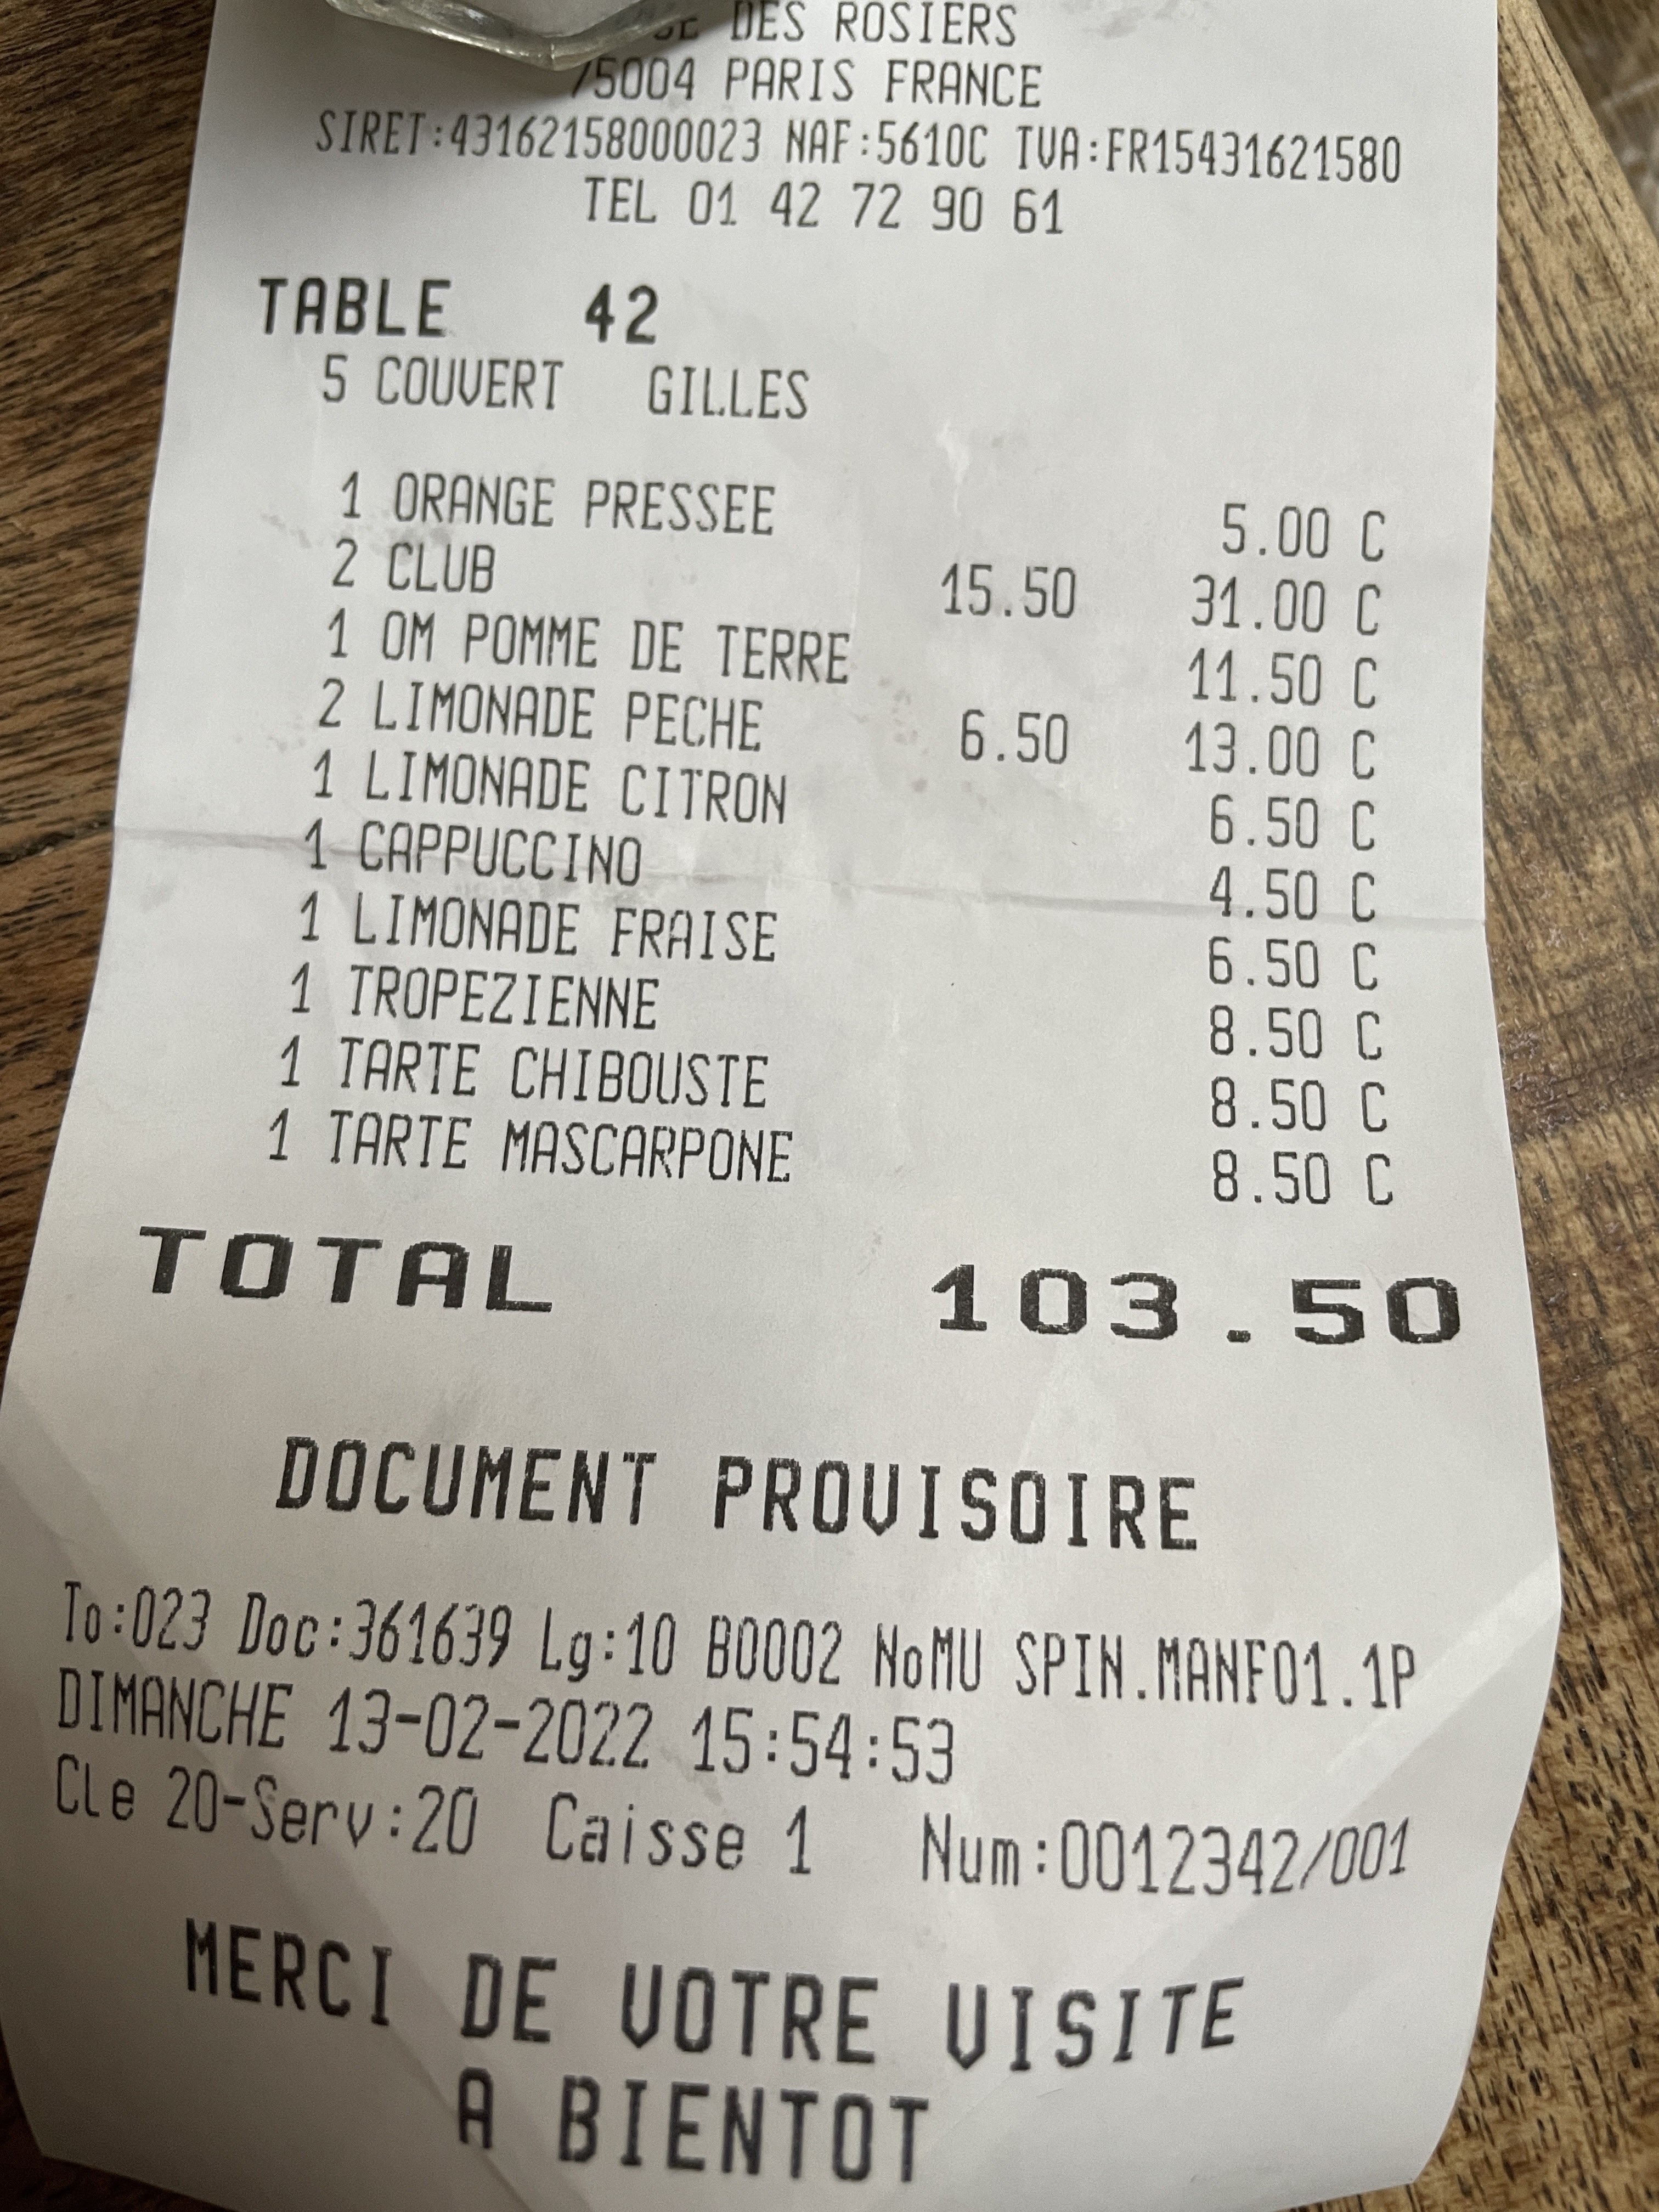 DES ROSIERS
75004 PARIS FRANCE
SIRET:43162158000023 NAF:5610C TVA:FR15431621580
TEL 01 42 72 90 61
TABLE 42
5 COUVERT GILLES
1 ORANGE PRESSEE 5.00 C
2 CLUB 15.50 31.00 C
1 OM POMME DE TERRE 11.50 C
2 LIMONADE PECHE 6.50 13.00 C
1 LIMONADE CITRON 6.50 C
1 CAPPUCCINO 4.50 C
1 LIMONADE FRAISE 6.50 C
1 TROPEZIENNE 8.50 C
1 TARTE CHIBOUSTE 8.50 C
1 TARTE MASCARPONE 8.50 C
TOTAL 103.50
DOCUMENT PROVISOIRE
To:023 Doc:361639 Lg:10 B0002 NoMU SPIN.MANF01.1P
DIMANCHE 13-02-2022 15:54:53
Cle 20-Serv:20 Caisse 1 Num:0012342/001
MERCI DE VOTRE VISITE
A BIENTOT